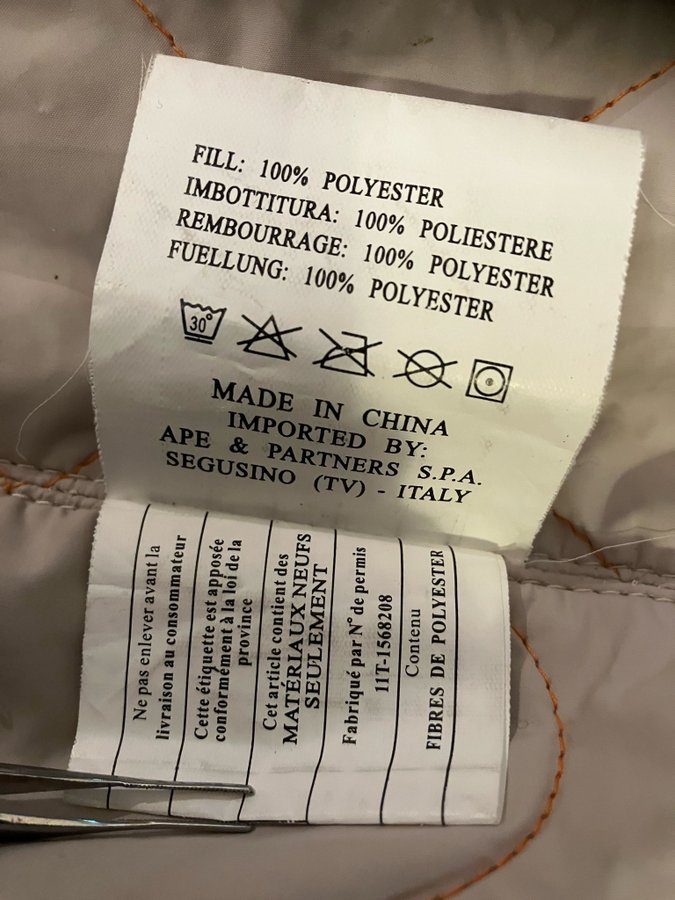 FILL: 100% POLYESTER
IMBOTTITURA: 100% POLIESTERE
REMBOURRAGE: 100% POLYESTER
FUELLUNG: 100% POLYESTER
30°
MADE IN CHINA
IMPORTED BY:
APE & PARTNERS S.P.A.
SEGUSINO (TV) - ITALY
Ne pas enlever avant la
livraison au consommateur
Cette étiquette est apposée
conformément à la loi de la
province
Cet article contient des
MATÉRIAUX NEUFS
SEULEMENT
Fabriqué par N° de permis
11T-1568208
Contenu
FIBRES DE POLYESTER